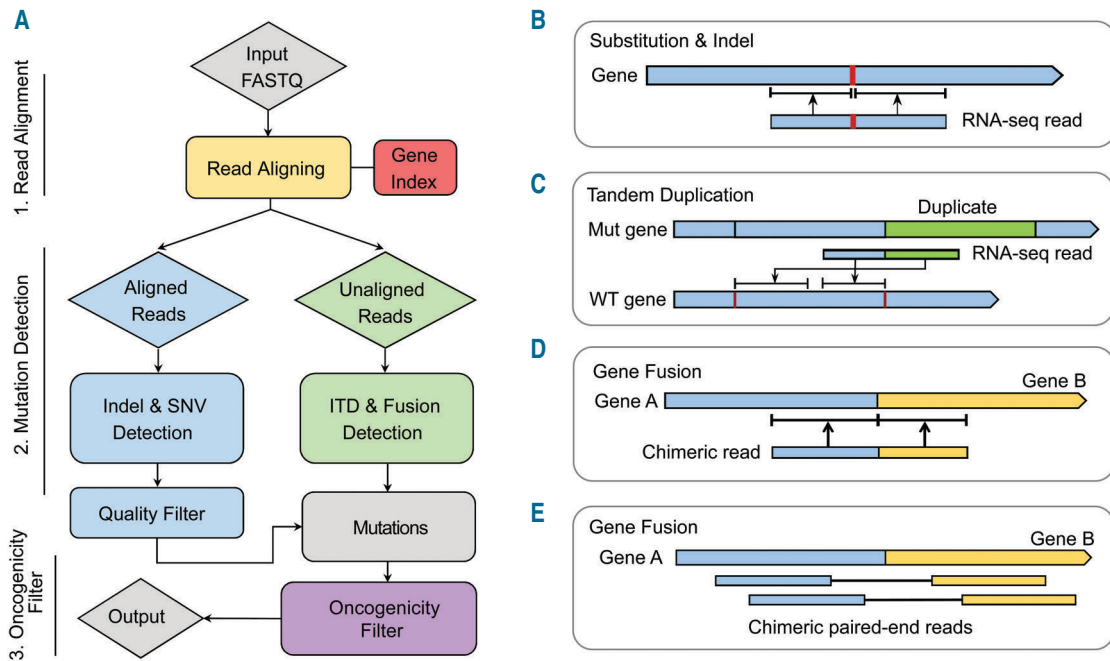 A
1. Read Alignment
Input
FASTQ
Read Aligning
Gene
Index
2. Mutation Detection
Aligned
Reads
Unaligned
Reads
Indel & SNV
Detection
ITD & Fusion
Detection
Quality Filter
Mutations
3. Oncogenicity
Filter
Output
Oncogenicity
Filter
B
Substitution & Indel
Gene
RNA-seq read
C
Tandem Duplication
Duplicate
Mut gene
RNA-seq read
WT gene
D
Gene Fusion
Gene B
Gene A
Chimeric read
E
Gene Fusion
Gene B
Gene A
Chimeric paired-end reads